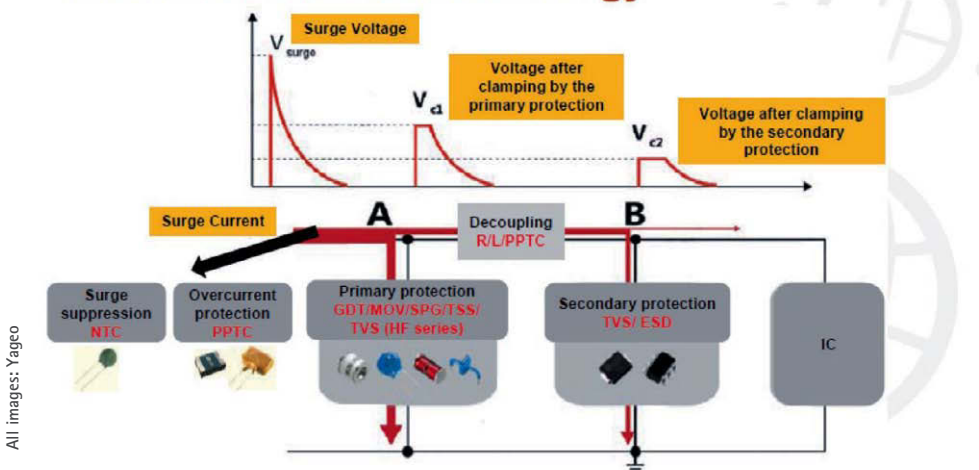 Surge Voltage
V surge
Voltage after
clamping by the
primary protection
V c1
Voltage after clamping
by the secondary
protection
V c2
Surge Current
A
Decoupling
R/L/PPTC
B
Surge
suppression
NTC
Overcurrent
protection
PPTC
Primary protection
GDT/MOV/SPG/TSS/
TVS (HF series)
Secondary protection
TVS/ ESD
IC
All images: Yageo